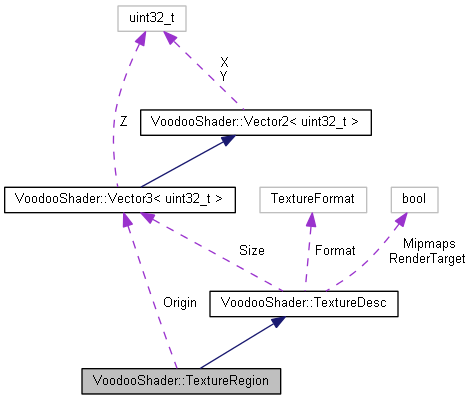 uint32_t
X
Y
Z
VoodooShader::Vector2< uint32_t >
VoodooShader::Vector3< uint32_t >
TextureFormat
bool
Size
Format
Mipmaps
RenderTarget
Origin
VoodooShader::TextureDesc
VoodooShader::TextureRegion